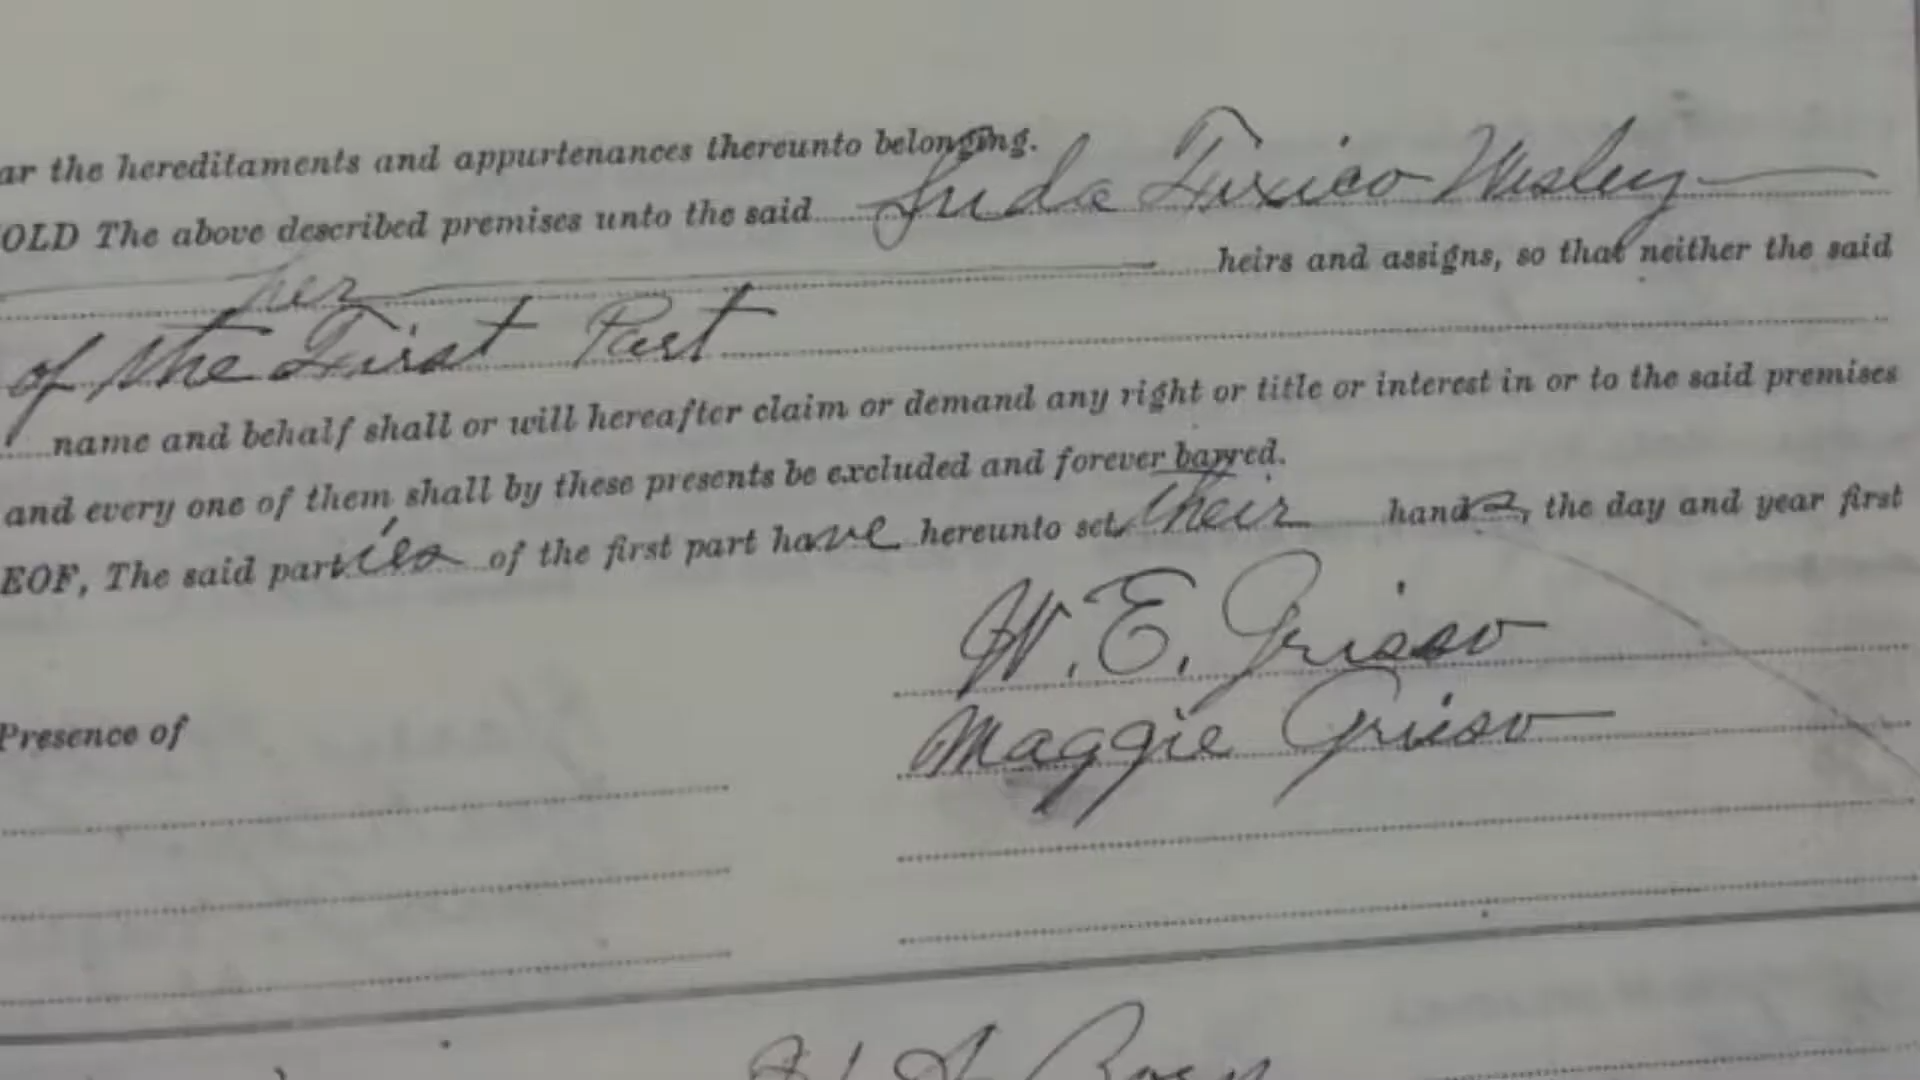 ar the hereditaments and appurtenances thereunto belonging.
OLD The above described premises unto the said Luda Fixico Wesley
her heirs and assigns, so that neither the said
of the First Part
name and behalf shall or will hereafter claim or demand any right or title or interest in or to the said premises
and every one of them shall by these presents be excluded and forever barred.
EOF, The said parties of the first part have hereunto set their hands, the day and year first
W. E. Grisso
Maggie Grisso
Presence of